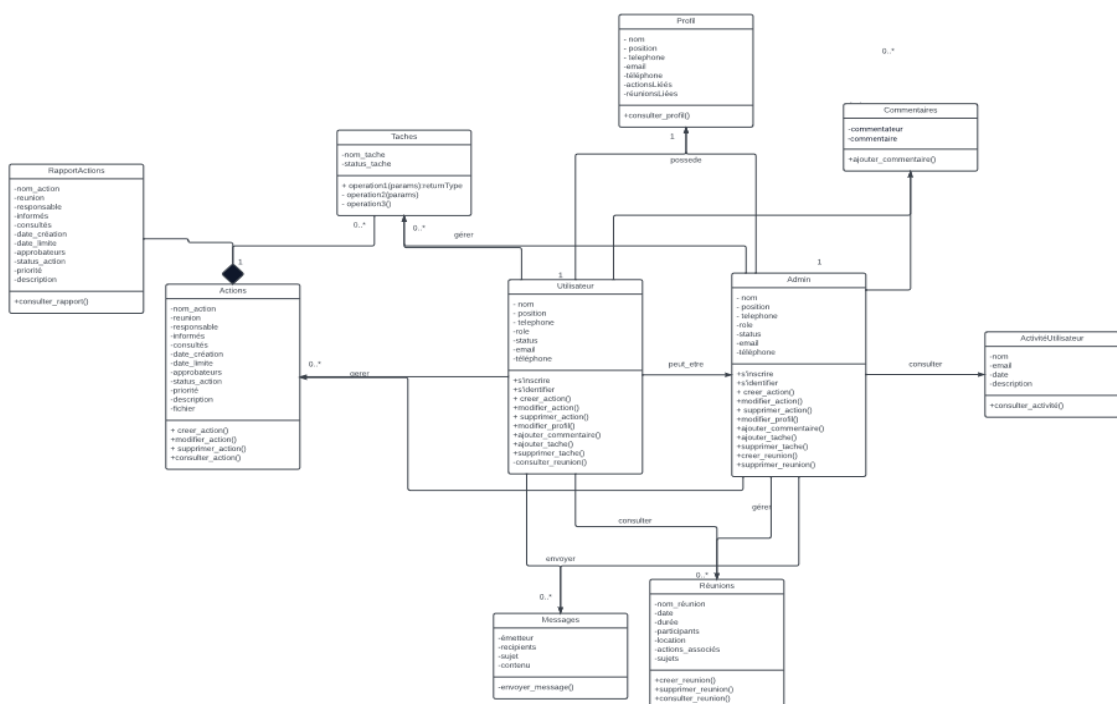 Profil
- nom
- position
- telephone
-email
-téléphone
-actionsLiéés
-réunionsLiées
+consulter_profil()
0..*
Commentaires
-commentateur
-commentaire
+ajouter_commentaire()
Taches
-nom_tache
-status_tache
+ operation1(params):returnType
- operation2(params)
- operation3()
RapportActions
-nom_action
-reunion
-responsable
-informés
-consultés
-date_création
-date_limite
-approbateurs
-status_action
-priorité
-description
+consulter_rapport()
1
possede
0..*
0..*
gérer
1
1
1
Actions
-nom_action
-reunion
-responsable
-informés
-consultés
-date_création
-date_limite
-approbateurs
-status_action
-priorité
-description
-fichier
+ creer_action()
+modifier_action()
+ supprimer_action()
+consulter_action()
0..*
gerer
Utilisateur
- nom
- position
- telephone
-role
-status
-email
-téléphone
+s'inscrire
+s'identifier
+ creer_action()
+modifier_action()
+ supprimer_action()
+modifier_profil()
+ajouter_commentaire()
+ajouter_tache()
+supprimer_tache()
-consulter_reunion()
peut_etre
Admin
- nom
- position
- telephone
-role
-status
-email
-téléphone
+s'inscrire
+s'identifier
+ creer_action()
+modifier_action()
+ supprimer_action()
+modifier_profil()
+ajouter_commentaire()
+ajouter_tache()
+supprimer_tache()
+creer_reunion()
+supprimer_reunion()
consulter
ActivitéUtilisateur
-nom
-email
-date
-description
+consulter_activité()
gérer
consulter
envoyer
0..*
0..*
Réunions
-nom_réunion
-date
-durée
-participants
-location
-actions_associés
-sujets
+creer_reunion()
+supprimer_reunion()
+consulter_reunion()
Messages
-émetteur
-recipients
-sujet
-contenu
-envoyer_message()